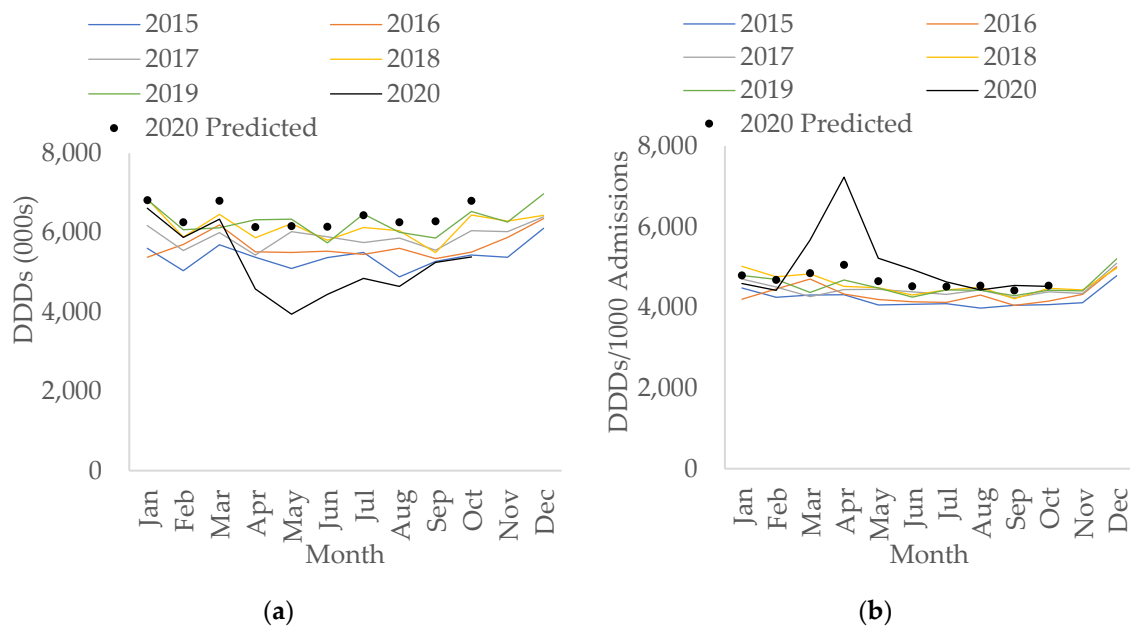 2015 2016
2017 2018
2019 2020
2020 Predicted
8,000
6,000
4,000
2,000
0
DDDs (000s)
Jan Feb Mar Apr May Jun Jul Aug Sep Oct Nov Dec
Month
(a)
2015 2016
2017 2018
2019 2020
2020 Predicted
8,000
6,000
4,000
2,000
0
DDDs/1000 Admissions
Jan Feb Mar Apr May Jun Jul Aug Sep Oct Nov Dec
Month
(b)